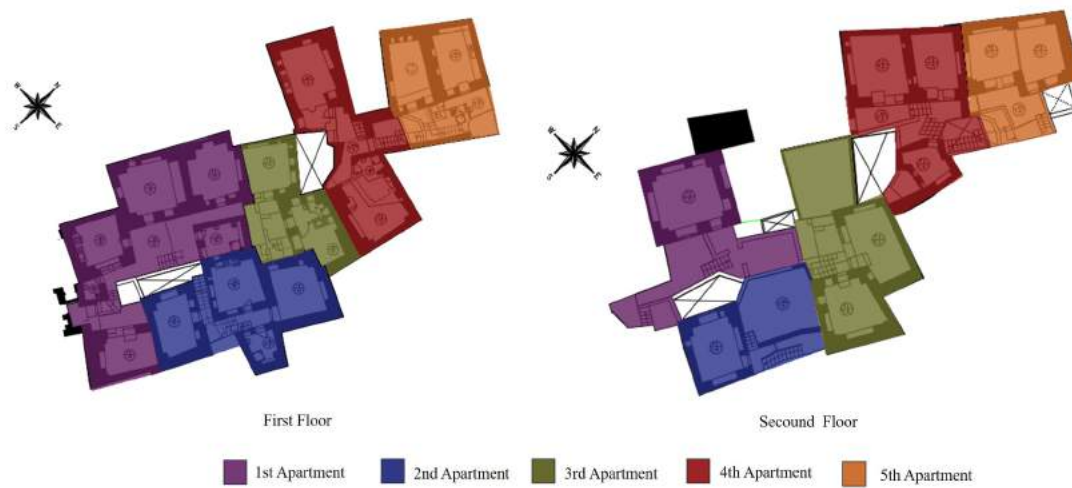 First Floor
Secound Floor
1st Apartment
2nd Apartment
3rd Apartment
4th Apartment
5th Apartment